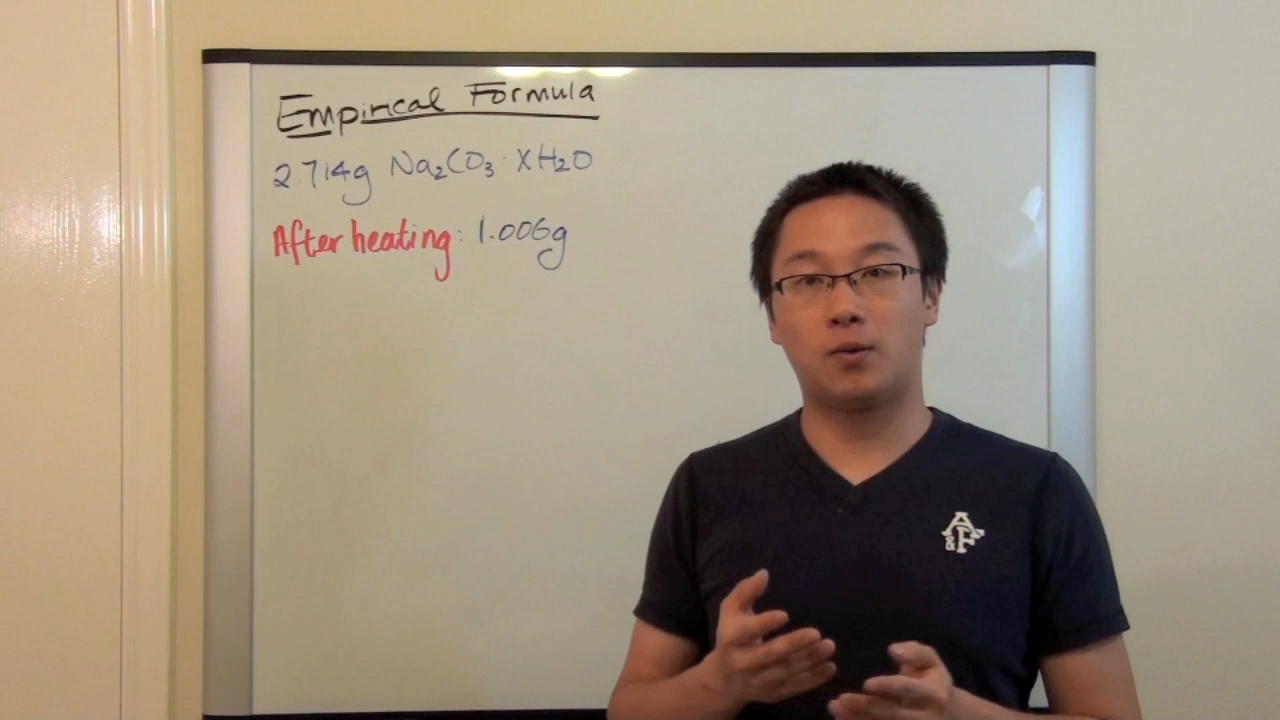 Empirical Formula
2.714g Na₂CO₃·XH₂O
After heating: 1.006g
A&F